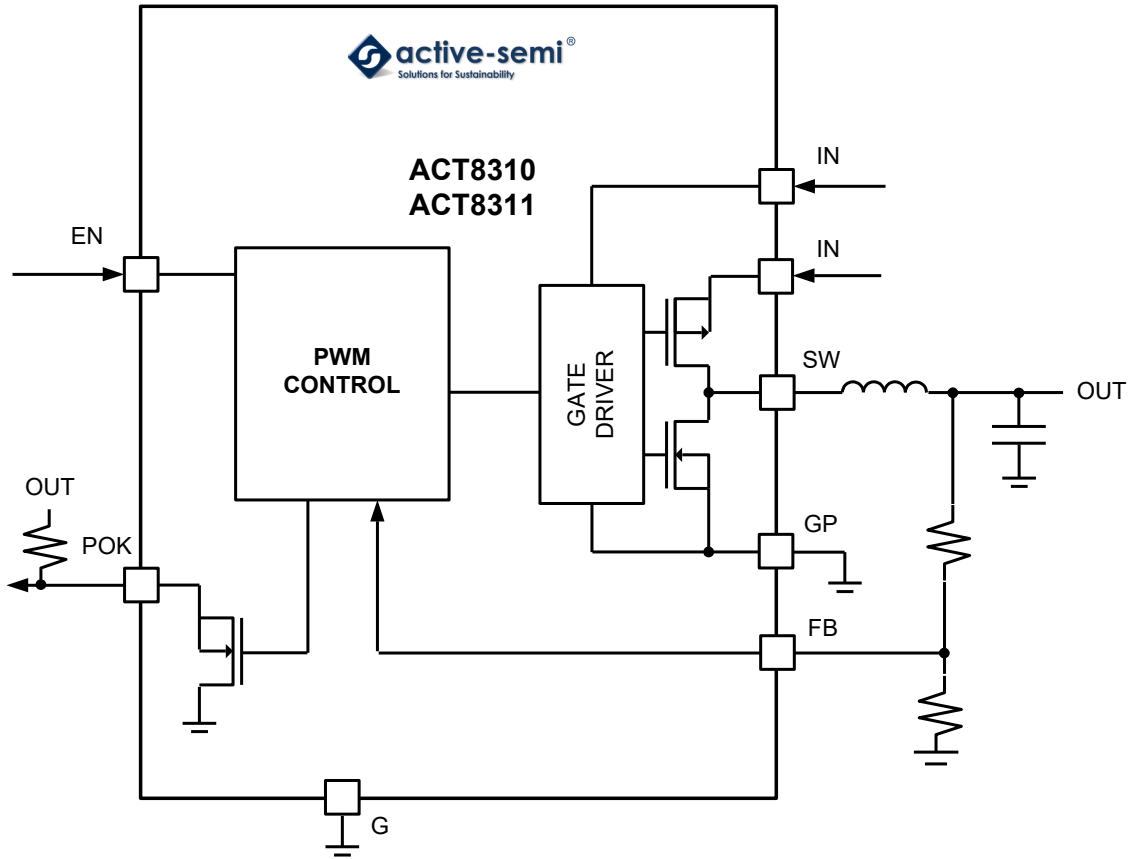 active-semi®
Solutions for Sustainability
ACT8310
ACT8311
IN
EN
IN
PWM
CONTROL
GATE
DRIVER
SW
OUT
OUT
POK
GP
FB
G